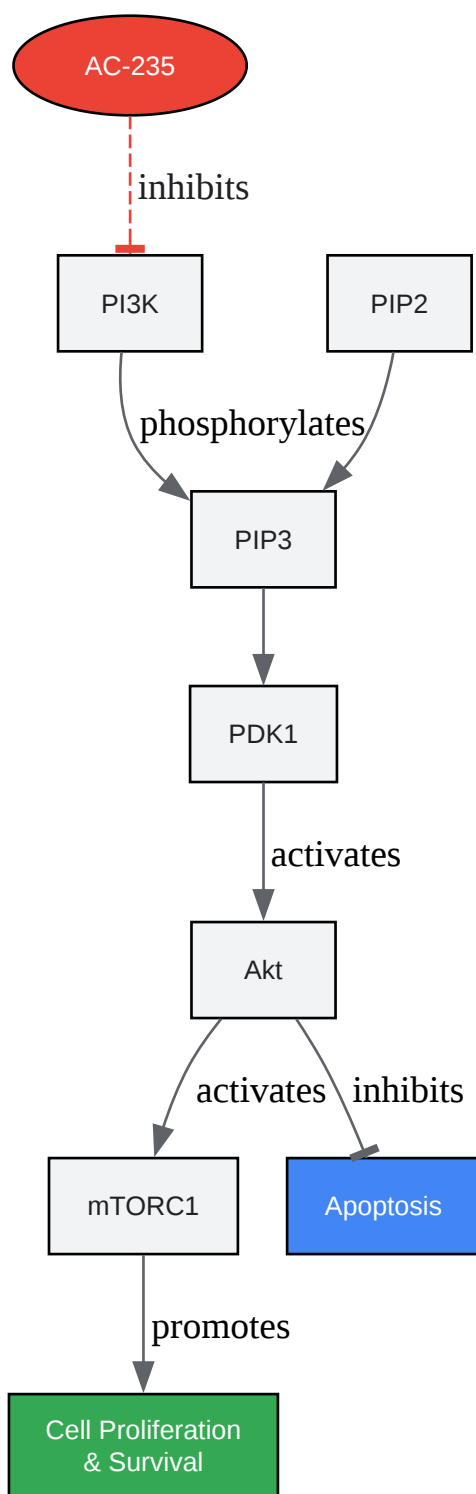 AC-235
inhibits
PI3K
PIP2
phosphorylates
PIP3
PDK1
activates
Akt
activates
inhibits
mTORC1
Apoptosis
promotes
Cell Proliferation
& Survival